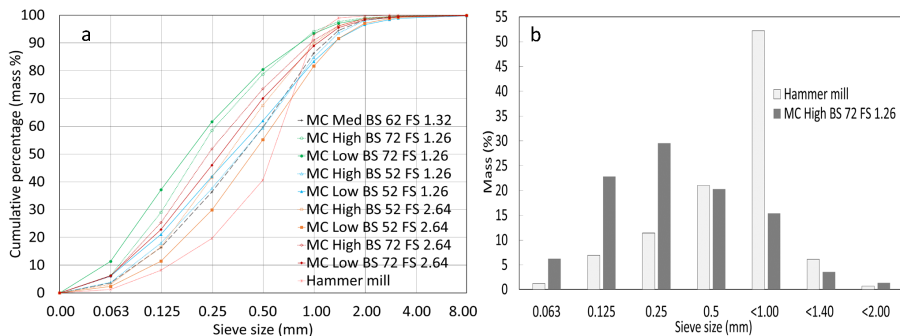 a
Cumulative percentage (mass %)
100
90
80
70
60
50
40
30
20
10
0
0.00 0.063 0.125 0.25 0.50 1.00 2.00 4.00 8.00
Sieve size (mm)
MC Med BS 62 FS 1.32
MC High BS 72 FS 1.26
MC Low BS 72 FS 1.26
MC High BS 52 FS 1.26
MC Low BS 52 FS 1.26
MC High BS 52 FS 2.64
MC Low BS 52 FS 2.64
MC High BS 72 FS 2.64
MC Low BS 72 FS 2.64
Hammer mill
b
Mass (%)
55
50
45
40
35
30
25
20
15
10
5
0
Hammer mill
MC High BS 72 FS 1.26
0.063 0.125 0.25 0.5 <1.00 <1.40 <2.00
Sieve size (mm)